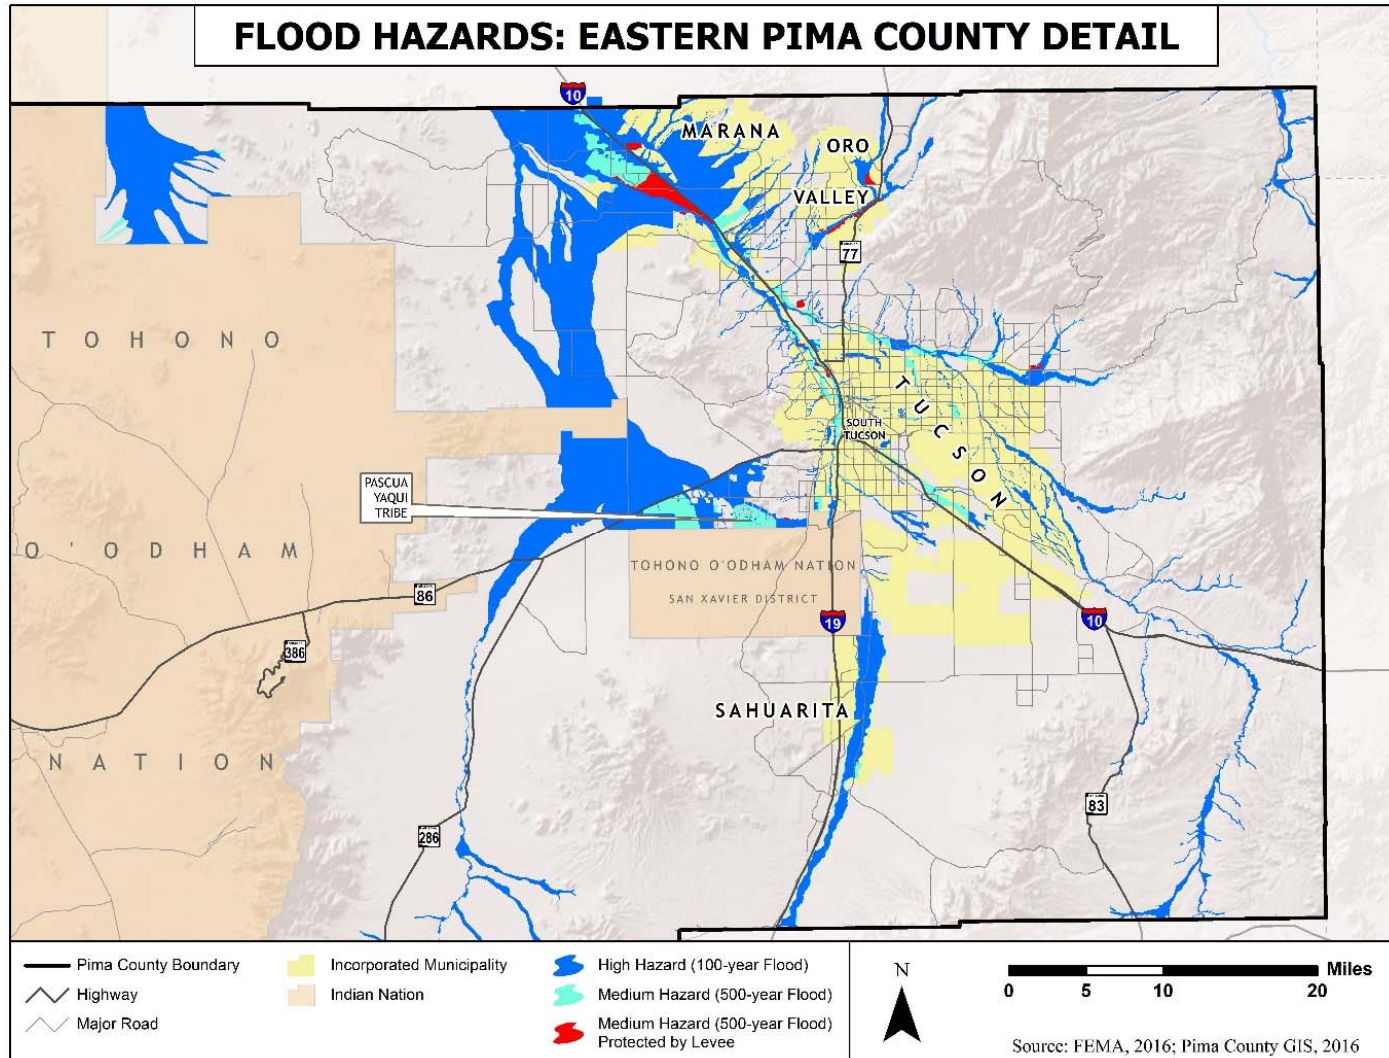 FLOOD HAZARDS: EASTERN PIMA COUNTY DETAIL
10
MARANA
ORO
VALLEY
77
TOHONO
TUCSON
SOUTH
TUCSON
PASCUA
YAQUI
TRIBE
O'ODHAM
TOHONO O'ODHAM NATION
SAN XAVIER DISTRICT
86
19
10
386
SAHUARITA
NATION
83
286
Pima County Boundary
Highway
Major Road
Incorporated Municipality
Indian Nation
High Hazard (100-year Flood)
Medium Hazard (500-year Flood)
Medium Hazard (500-year Flood)
Protected by Levee
N
Miles
0 5 10 20
Source: FEMA, 2016; Pima County GIS, 2016